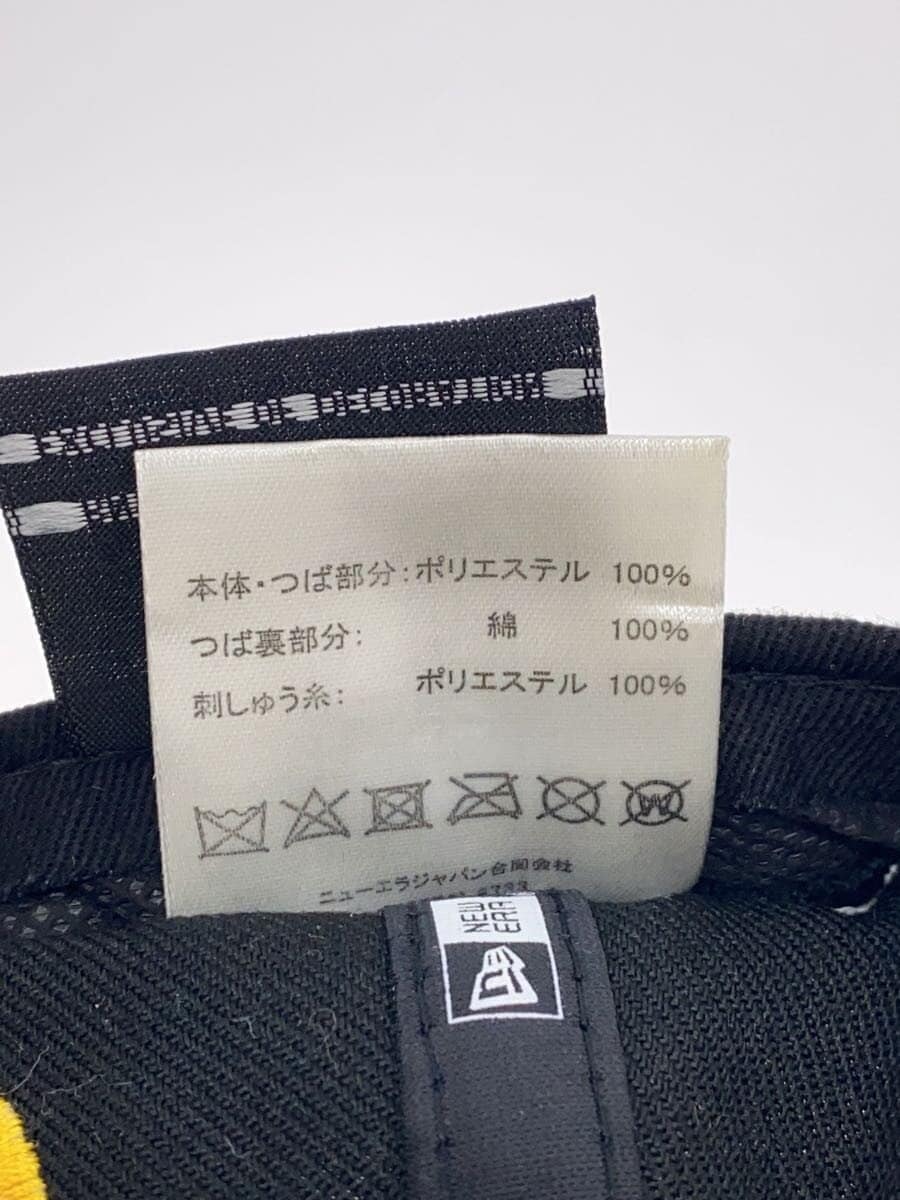 本体・つば部分:ポリエステル 100%
つば裏部分: 綿 100%
刺しゅう糸: ポリエステル 100%
ニューエラジャパン合同会社
NEW
ERA